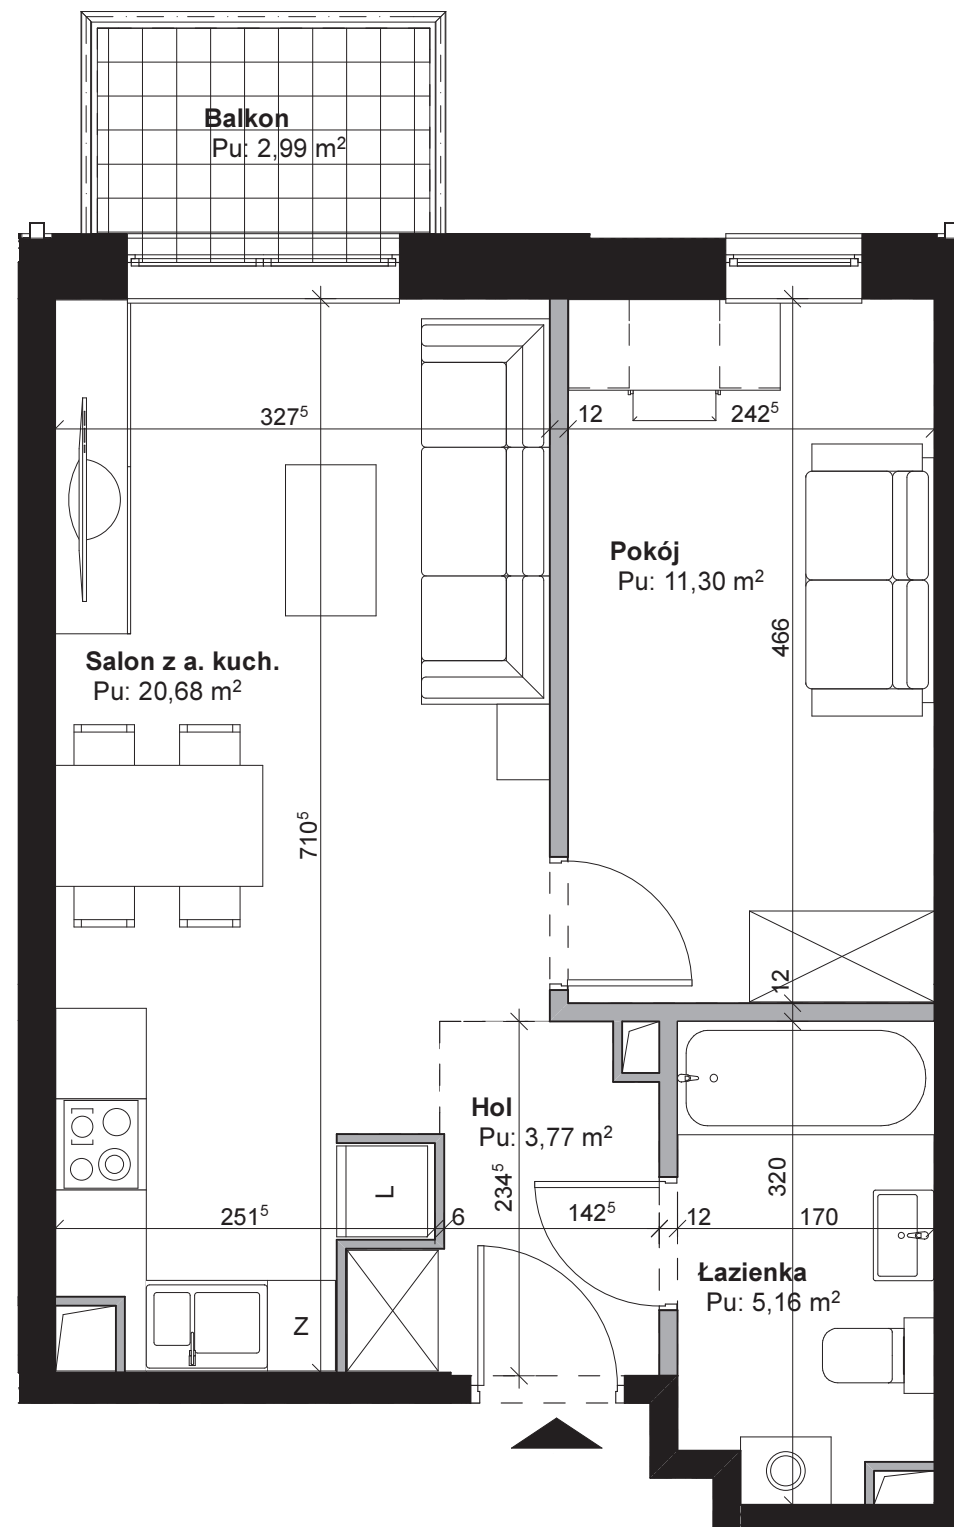 Balkon
Pu: 2,99 m²
327⁵
12
242⁵
Pokój
Pu: 11,30 m²
466
Salon z a. kuch.
Pu: 20,68 m²
710⁵
12
Hol
Pu: 3,77 m²
234⁵
320
L
251⁵
6
142⁵
12
170
Łazienka
Pu: 5,16 m²
Z